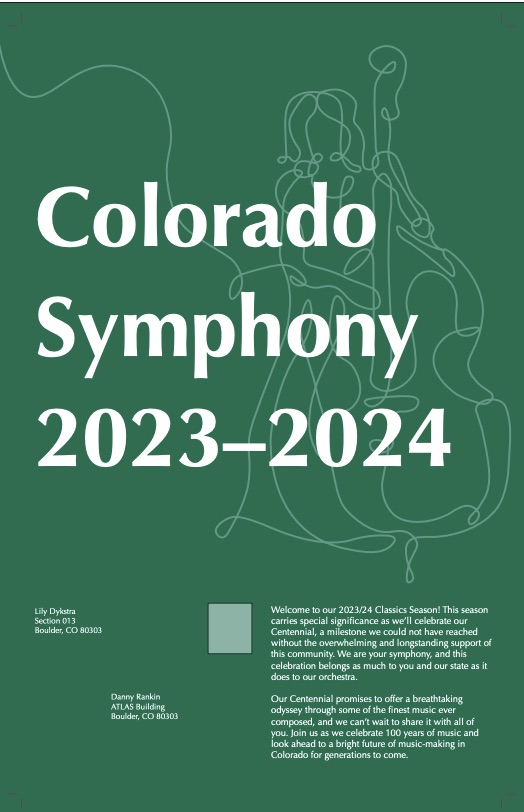 Colorado
Symphony
2023–2024
Lily Dykstra
Section 013
Boulder, CO 80303
Danny Rankin
ATLAS Building
Boulder, CO 80303
Welcome to our 2023/24 Classics Season! This season
carries special significance as we’ll celebrate our
Centennial, a milestone we could not have reached
without the overwhelming and longstanding support of
this community. We are your symphony, and this
celebration belongs as much to you and our state as it
does to our orchestra.
Our Centennial promises to offer a breathtaking
odyssey through some of the finest music ever
composed, and we can’t wait to share it with all of
you. Join us as we celebrate 100 years of music and
look ahead to a bright future of music-making in
Colorado for generations to come.